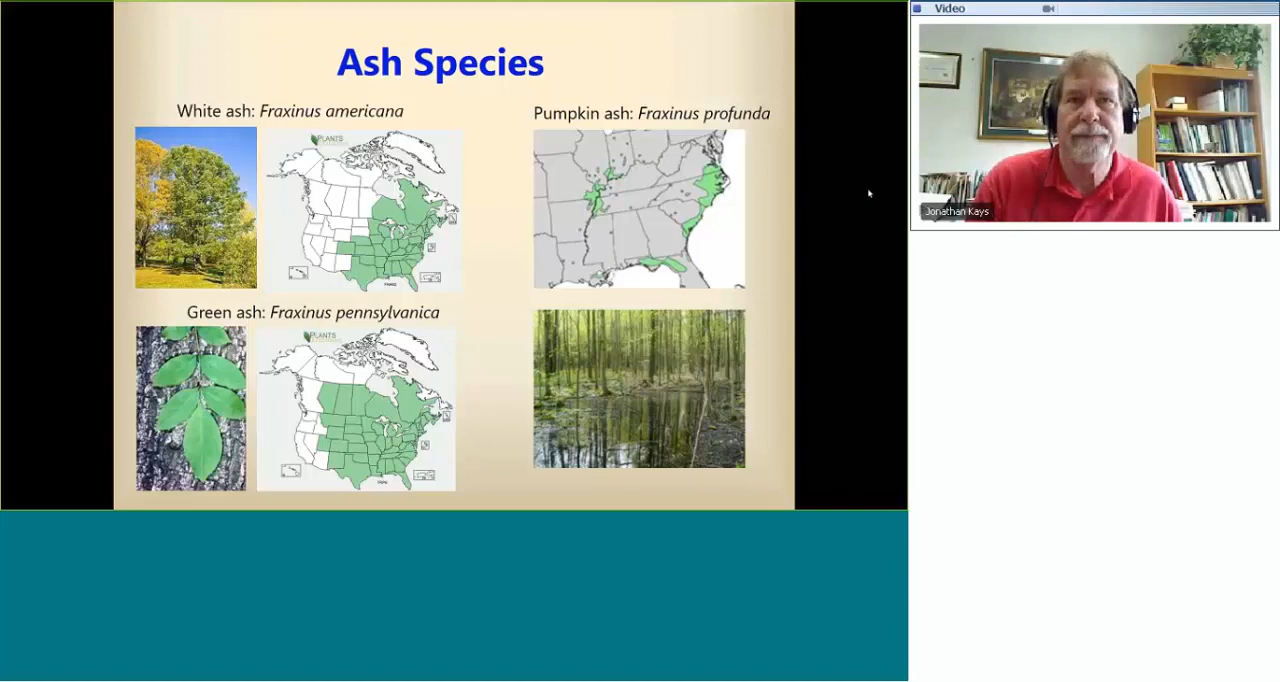 Ash Species
White ash: Fraxinus americana
PLANTS
Green ash: Fraxinus pennsylvanica
PLANTS
Pumpkin ash: Fraxinus profunda
Video
Jonathan Kays